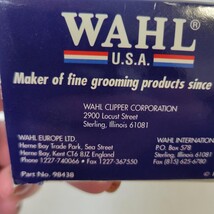 WAHL
U.S.A.
Maker of fine grooming products since
WAHL CLIPPER CORPORATION
2900 Locust Street
Sterling, Illinois 61081
WAHL EUROPE LTD.
Herne Bay Trade Park, Sea Street
Herne Bay, Kent CT6 8JZ England
Phone 1227-740066 • Fax 1227-367550
WAHL INTERNATION
P.O. Box 578
Sterling, Illinois 61081
Fax (815) 625-6780
Part No. 98438